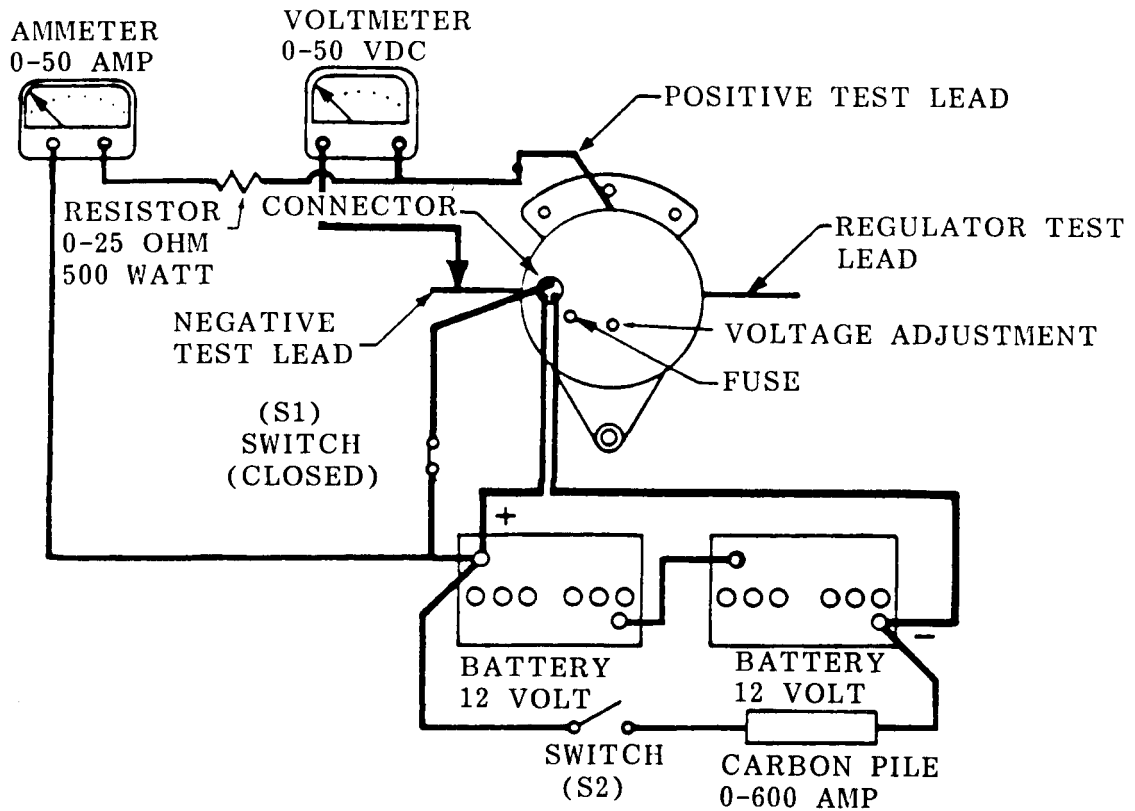 AMMETER
0-50 AMP
VOLTMETER
0-50 VDC
POSITIVE TEST LEAD
RESISTOR
0-25 OHM
500 WATT
CONNECTOR
REGULATOR TEST
LEAD
NEGATIVE
TEST LEAD
VOLTAGE ADJUSTMENT
FUSE
(S1)
SWITCH
(CLOSED)
+
−
BATTERY
12 VOLT
BATTERY
12 VOLT
SWITCH
(S2)
CARBON PILE
0-600 AMP